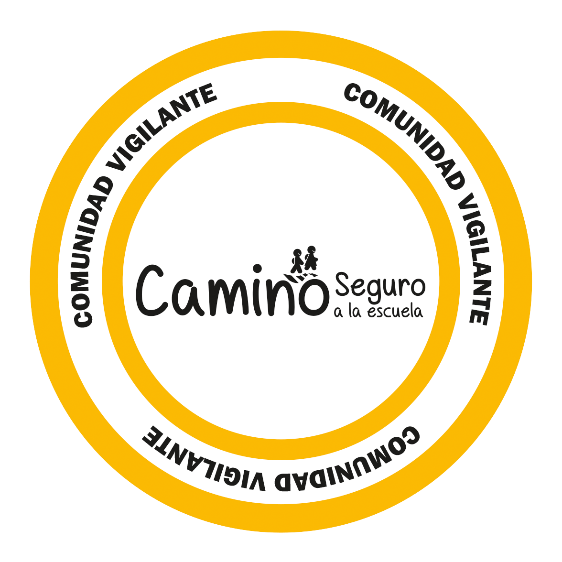 COMUNIDAD VIGILANTE
COMUNIDAD VIGILANTE
Camino Seguro
a la escuela
COMUNIDAD VIGILANTE